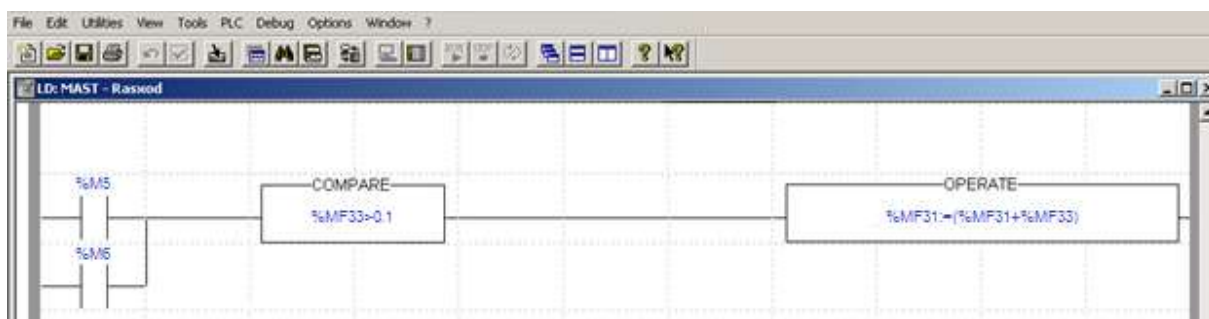 File Edit Utilities View Tools PLC Debug Options Window ?
LD: MAST - Rasxod
%M5
COMPARE
OPERATE
%MF33>0.1
%MF31:=(%MF31+%MF33)
%M6